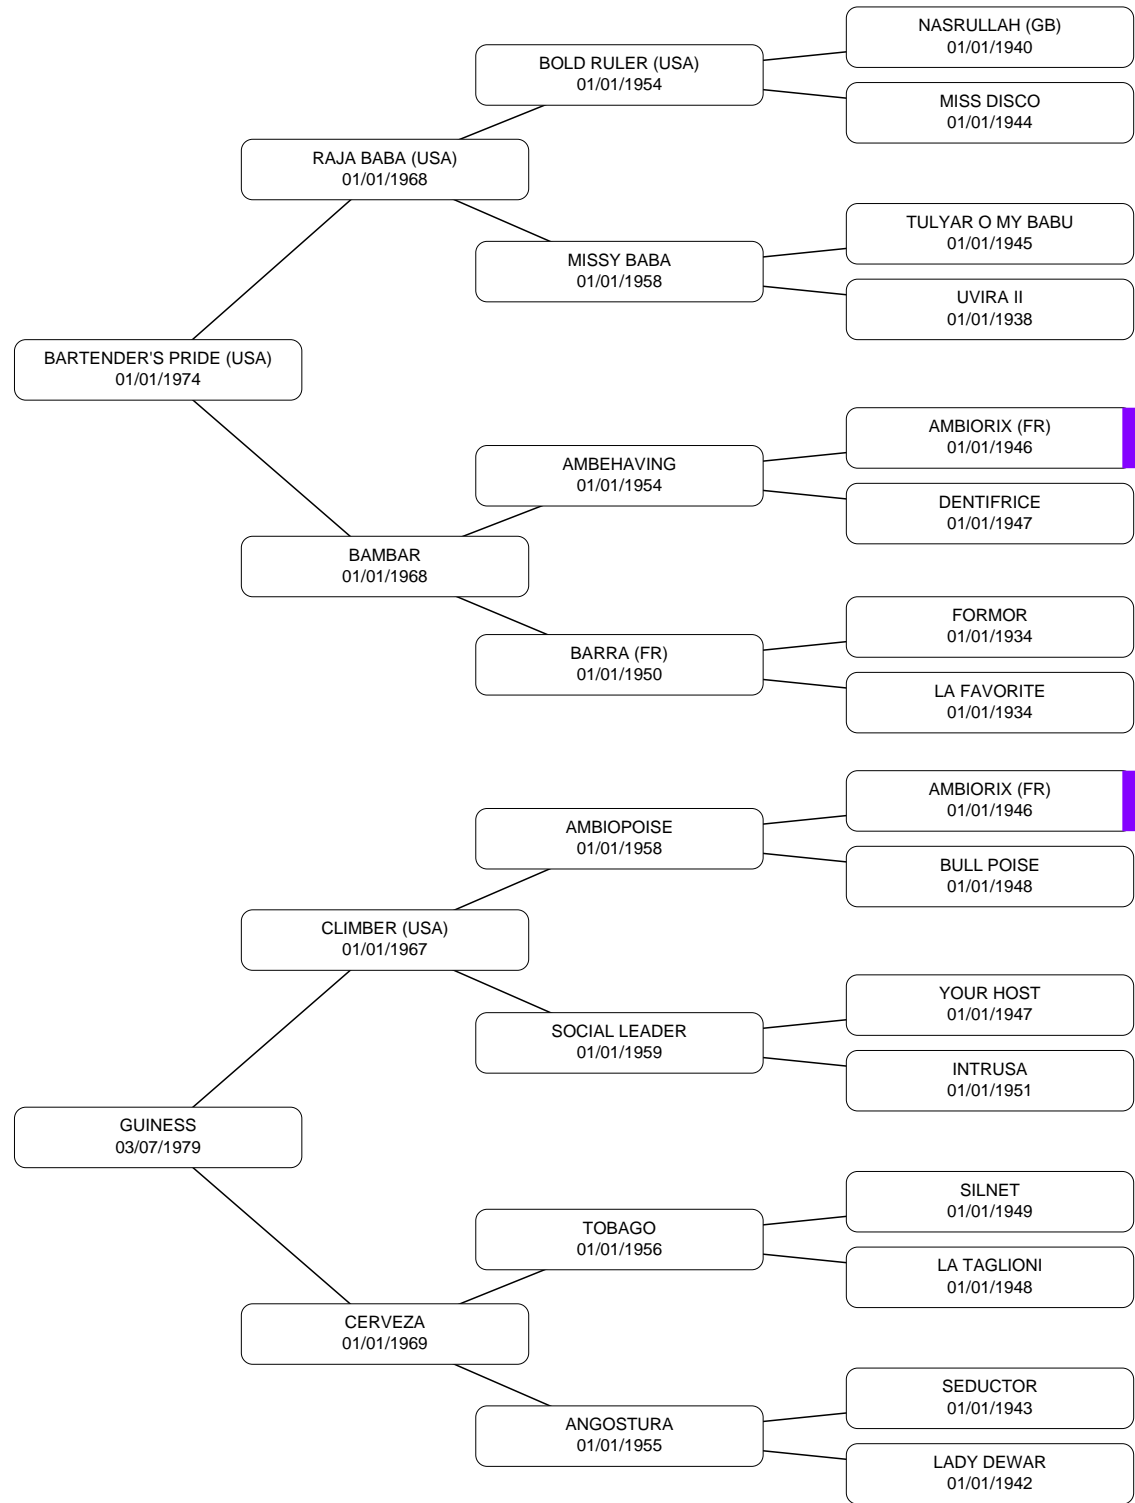 NASRULLAH (GB)
01/01/1940
BOLD RULER (USA)
01/01/1954
MISS DISCO
01/01/1944
RAJA BABA (USA)
01/01/1968
TULYAR O MY BABU
01/01/1945
MISSY BABA
01/01/1958
UVIRA II
01/01/1938
BARTENDER'S PRIDE (USA)
01/01/1974
AMBIORIX (FR)
01/01/1946
AMBEHAVING
01/01/1954
DENTIFRICE
01/01/1947
BAMBAR
01/01/1968
FORMOR
01/01/1934
BARRA (FR)
01/01/1950
LA FAVORITE
01/01/1934
AMBIORIX (FR)
01/01/1946
AMBIOPOISE
01/01/1958
BULL POISE
01/01/1948
CLIMBER (USA)
01/01/1967
YOUR HOST
01/01/1947
SOCIAL LEADER
01/01/1959
INTRUSA
01/01/1951
GUINESS
03/07/1979
SILNET
01/01/1949
TOBAGO
01/01/1956
LA TAGLIONI
01/01/1948
CERVEZA
01/01/1969
SEDUCTOR
01/01/1943
ANGOSTURA
01/01/1955
LADY DEWAR
01/01/1942